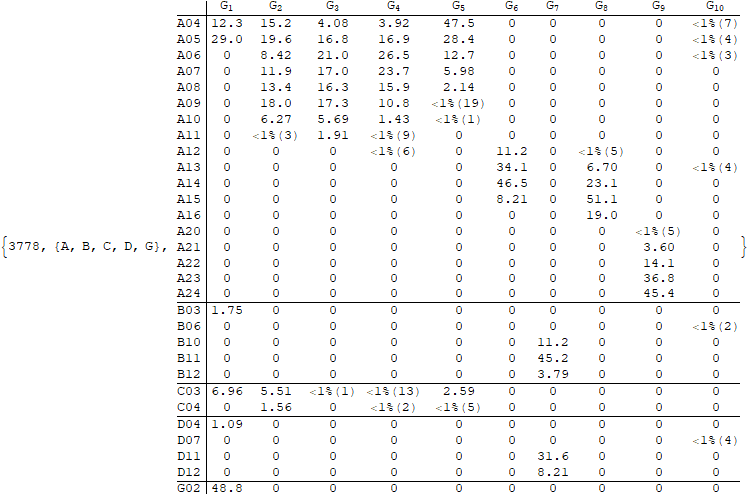 G1 G2 G3 G4 G5 G6 G7 G8 G9 G10
A04 12.3 15.2 4.08 3.92 47.5 0 0 0 0 <1%(7)
A05 29.0 19.6 16.8 16.9 28.4 0 0 0 0 <1%(4)
A06 0 8.42 21.0 26.5 12.7 0 0 0 0 <1%(3)
A07 0 11.9 17.0 23.7 5.98 0 0 0 0 0
A08 0 13.4 16.3 15.9 2.14 0 0 0 0 0
A09 0 18.0 17.3 10.8 <1%(19) 0 0 0 0 0
A10 0 6.27 5.69 1.43 <1%(1) 0 0 0 0 0
A11 0 <1%(3) 1.91 <1%(9) 0 0 0 0 0 0
A12 0 0 0 <1%(6) 0 11.2 0 <1%(5) 0 0
A13 0 0 0 0 0 34.1 0 6.70 0 <1%(4)
A14 0 0 0 0 0 46.5 0 23.1 0 0
A15 0 0 0 0 0 8.21 0 51.1 0 0
A16 0 0 0 0 0 0 0 19.0 0 0
A20 0 0 0 0 0 0 0 0 <1%(5) 0
{3778, {A, B, C, D, G}, A21 0 0 0 0 0 0 0 0 3.60 0 }
A22 0 0 0 0 0 0 0 0 14.1 0
A23 0 0 0 0 0 0 0 0 36.8 0
A24 0 0 0 0 0 0 0 0 45.4 0
B03 1.75 0 0 0 0 0 0 0 0 0
B06 0 0 0 0 0 0 0 0 0 <1%(2)
B10 0 0 0 0 0 0 11.2 0 0 0
B11 0 0 0 0 0 0 45.2 0 0 0
B12 0 0 0 0 0 0 3.79 0 0 0
C03 6.96 5.51 <1%(1) <1%(13) 2.59 0 0 0 0 0
C04 0 1.56 0 <1%(2) <1%(5) 0 0 0 0 0
D04 1.09 0 0 0 0 0 0 0 0 0
D07 0 0 0 0 0 0 0 0 0 <1%(4)
D11 0 0 0 0 0 0 31.6 0 0 0
D12 0 0 0 0 0 0 8.21 0 0 0
G02 48.8 0 0 0 0 0 0 0 0 0